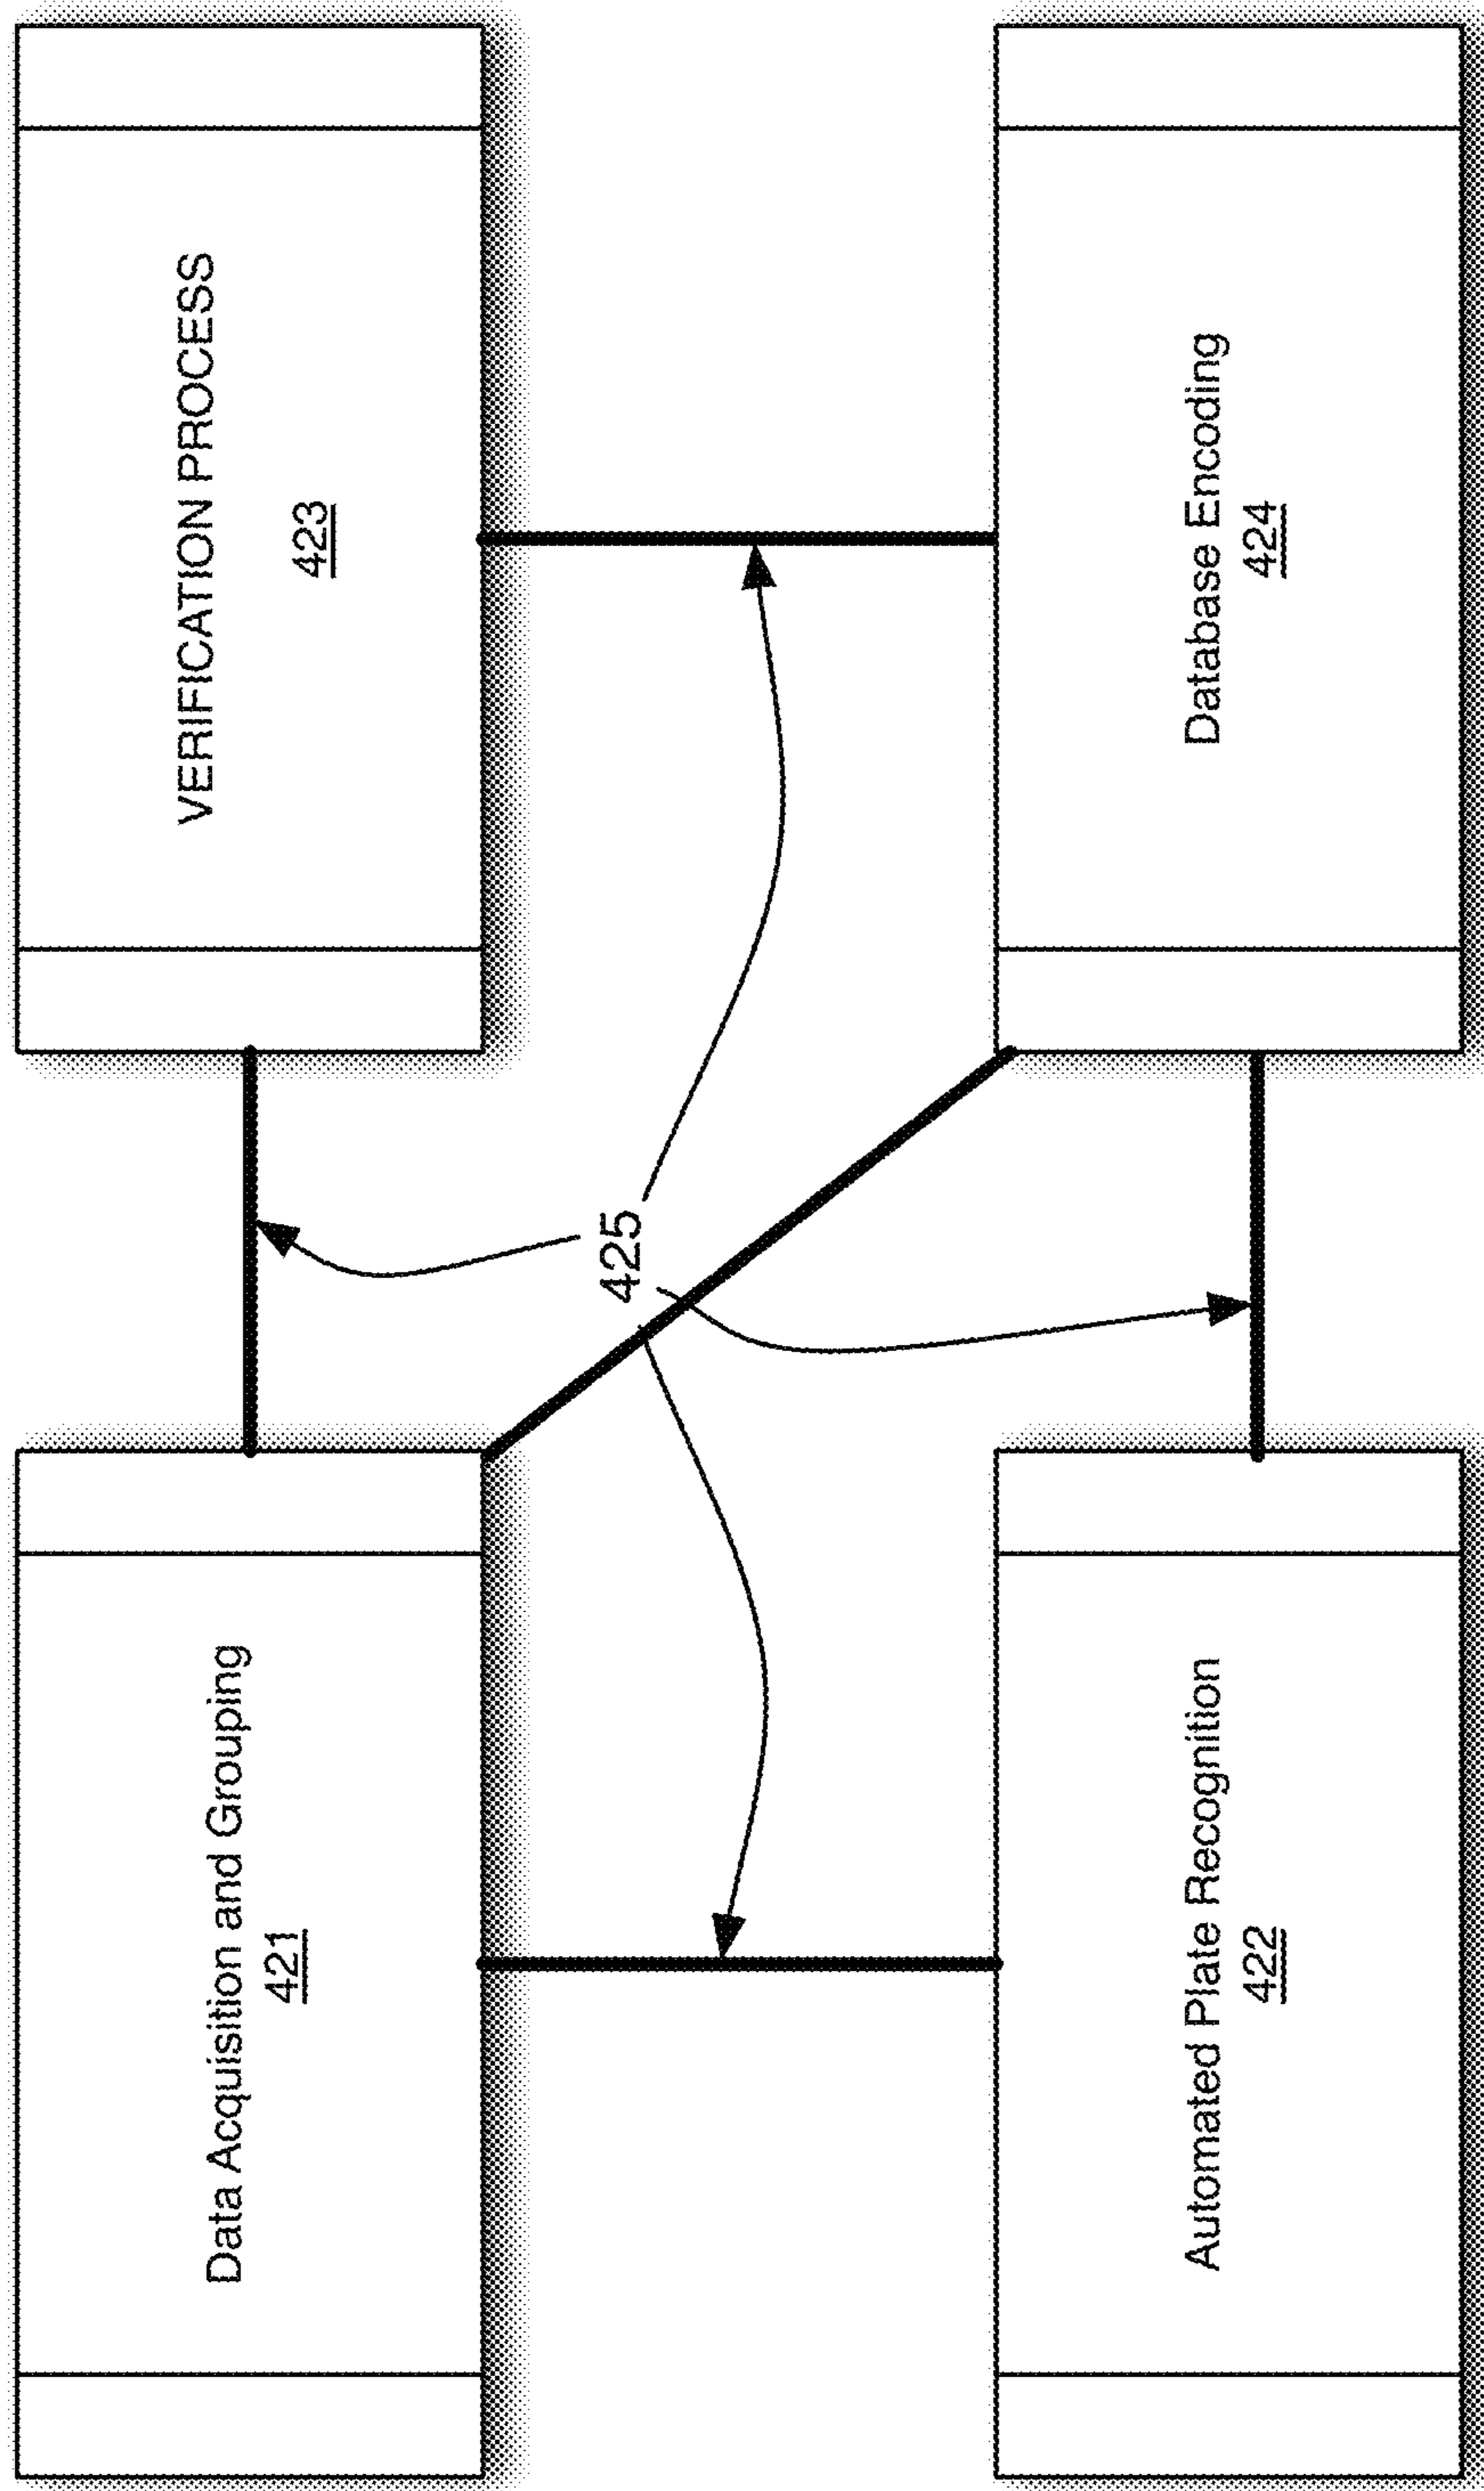 Data Acquisition and Grouping
421
VERIFICATION PROCESS
423
425
Automated Plate Recognition
422
Database Encoding
424